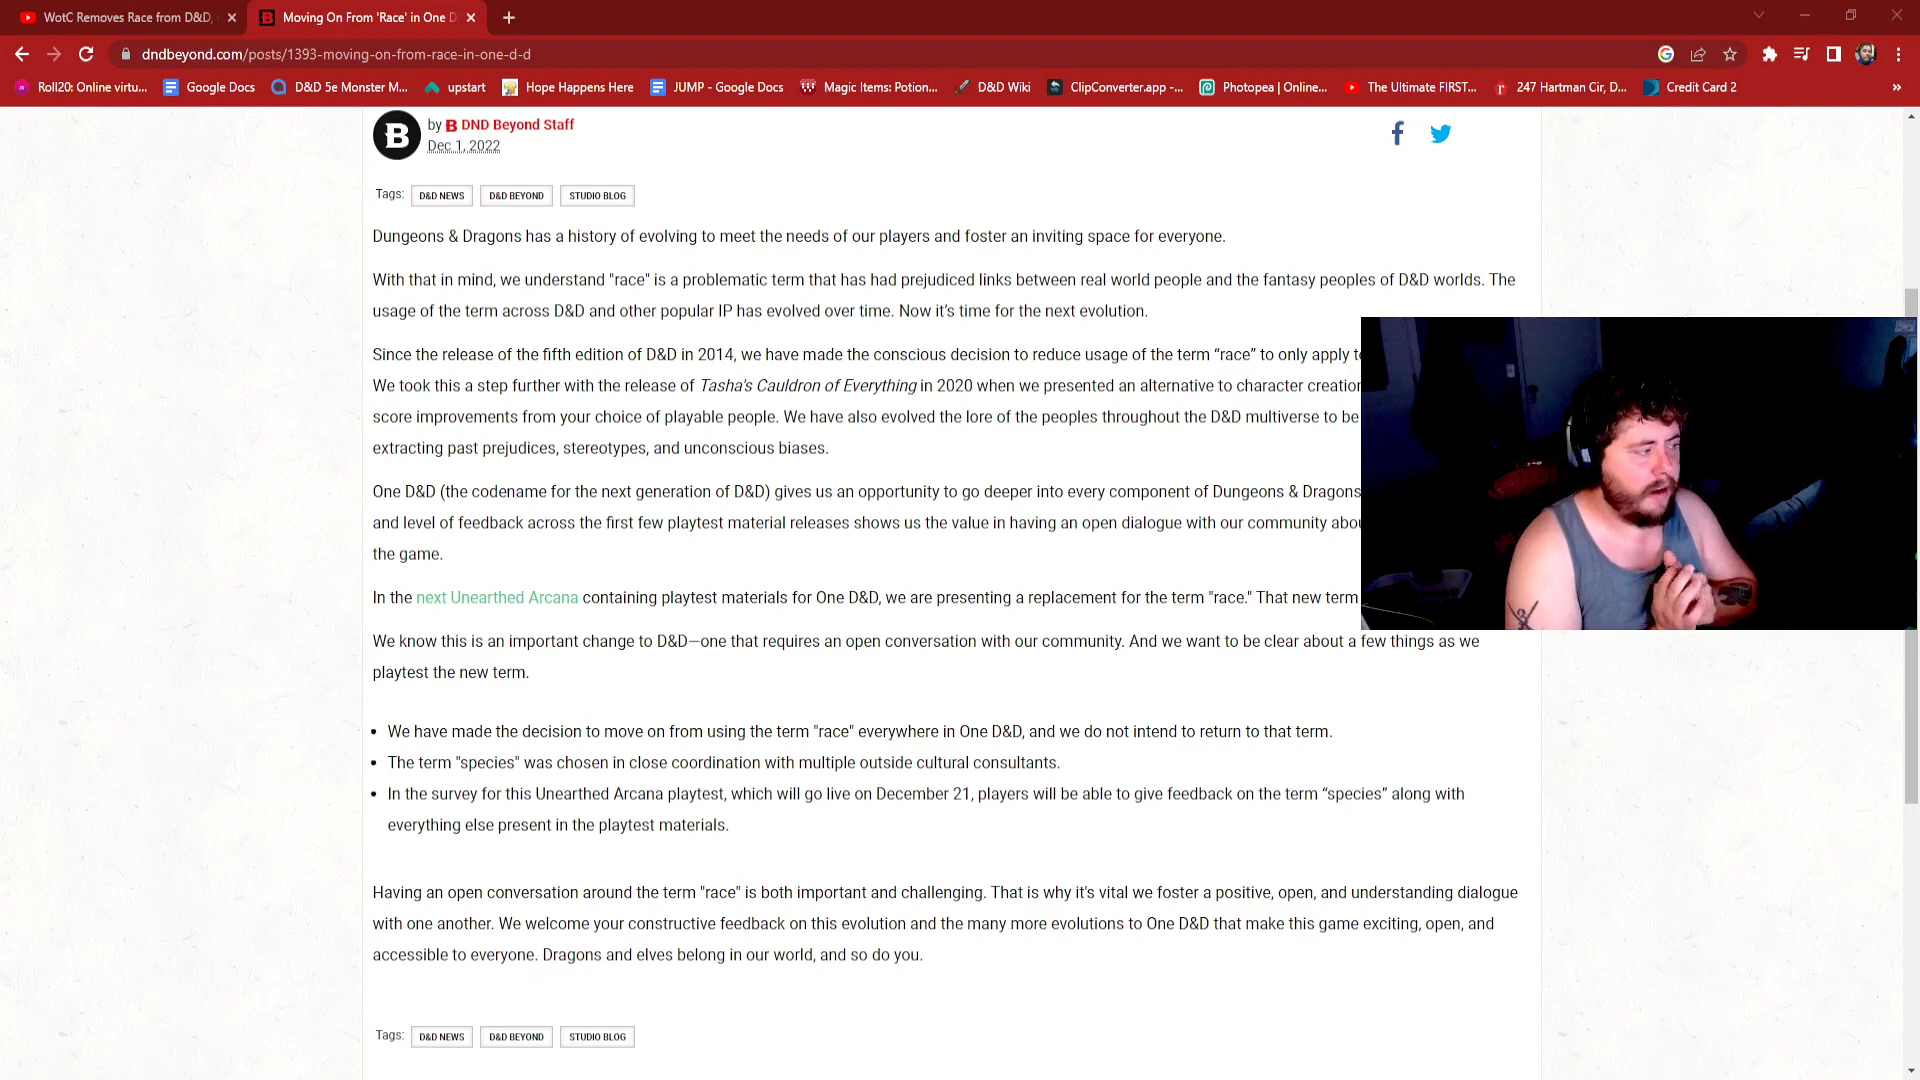 WotC Removes Race from D&D,
Moving On From 'Race' in One D
dndbeyond.com/posts/1393-moving-on-from-race-in-one-d-d
Roll20: Online virtu...
Google Docs
D&D 5e Monster M...
upstart
Hope Happens Here
JUMP - Google Docs
Magic Items: Potion...
D&D Wiki
ClipConverter.app -...
Photopea | Online...
The Ultimate FIRST...
247 Hartman Cir, D...
Credit Card 2
by DND Beyond Staff
Dec 1, 2022
Tags: D&D NEWS D&D BEYOND STUDIO BLOG
Dungeons & Dragons has a history of evolving to meet the needs of our players and foster an inviting space for everyone.
With that in mind, we understand "race" is a problematic term that has had prejudiced links between real world people and the fantasy peoples of D&D worlds. The
usage of the term across D&D and other popular IP has evolved over time. Now it's time for the next evolution.
Since the release of the fifth edition of D&D in 2014, we have made the conscious decision to reduce usage of the term “race” to only apply
We took this a step further with the release of Tasha's Cauldron of Everything in 2020 when we presented an alternative to character creation
score improvements from your choice of playable people. We have also evolved the lore of the peoples throughout the D&D multiverse to be
extracting past prejudices, stereotypes, and unconscious biases.
One D&D (the codename for the next generation of D&D) gives us an opportunity to go deeper into every component of Dungeons & Dragons
and level of feedback across the first few playtest material releases shows us the value in having an open dialogue with our community
the game.
In the next Unearthed Arcana containing playtest materials for One D&D, we are presenting a replacement for the term "race." That new term
We know this is an important change to D&D—one that requires an open conversation with our community. And we want to be clear about a few things as we
playtest the new term.
• We have made the decision to move on from using the term "race" everywhere in One D&D, and we do not intend to return to that term.
• The term "species" was chosen in close coordination with multiple outside cultural consultants.
• In the survey for this Unearthed Arcana playtest, which will go live on December 21, players will be able to give feedback on the term “species” along with
everything else present in the playtest materials.
Having an open conversation around the term "race" is both important and challenging. That is why it's vital we foster a positive, open, and understanding dialogue
with one another. We welcome your constructive feedback on this evolution and the many more evolutions to One D&D that make this game exciting, open, and
accessible to everyone. Dragons and elves belong in our world, and so do you.
Tags: D&D NEWS D&D BEYOND STUDIO BLOG